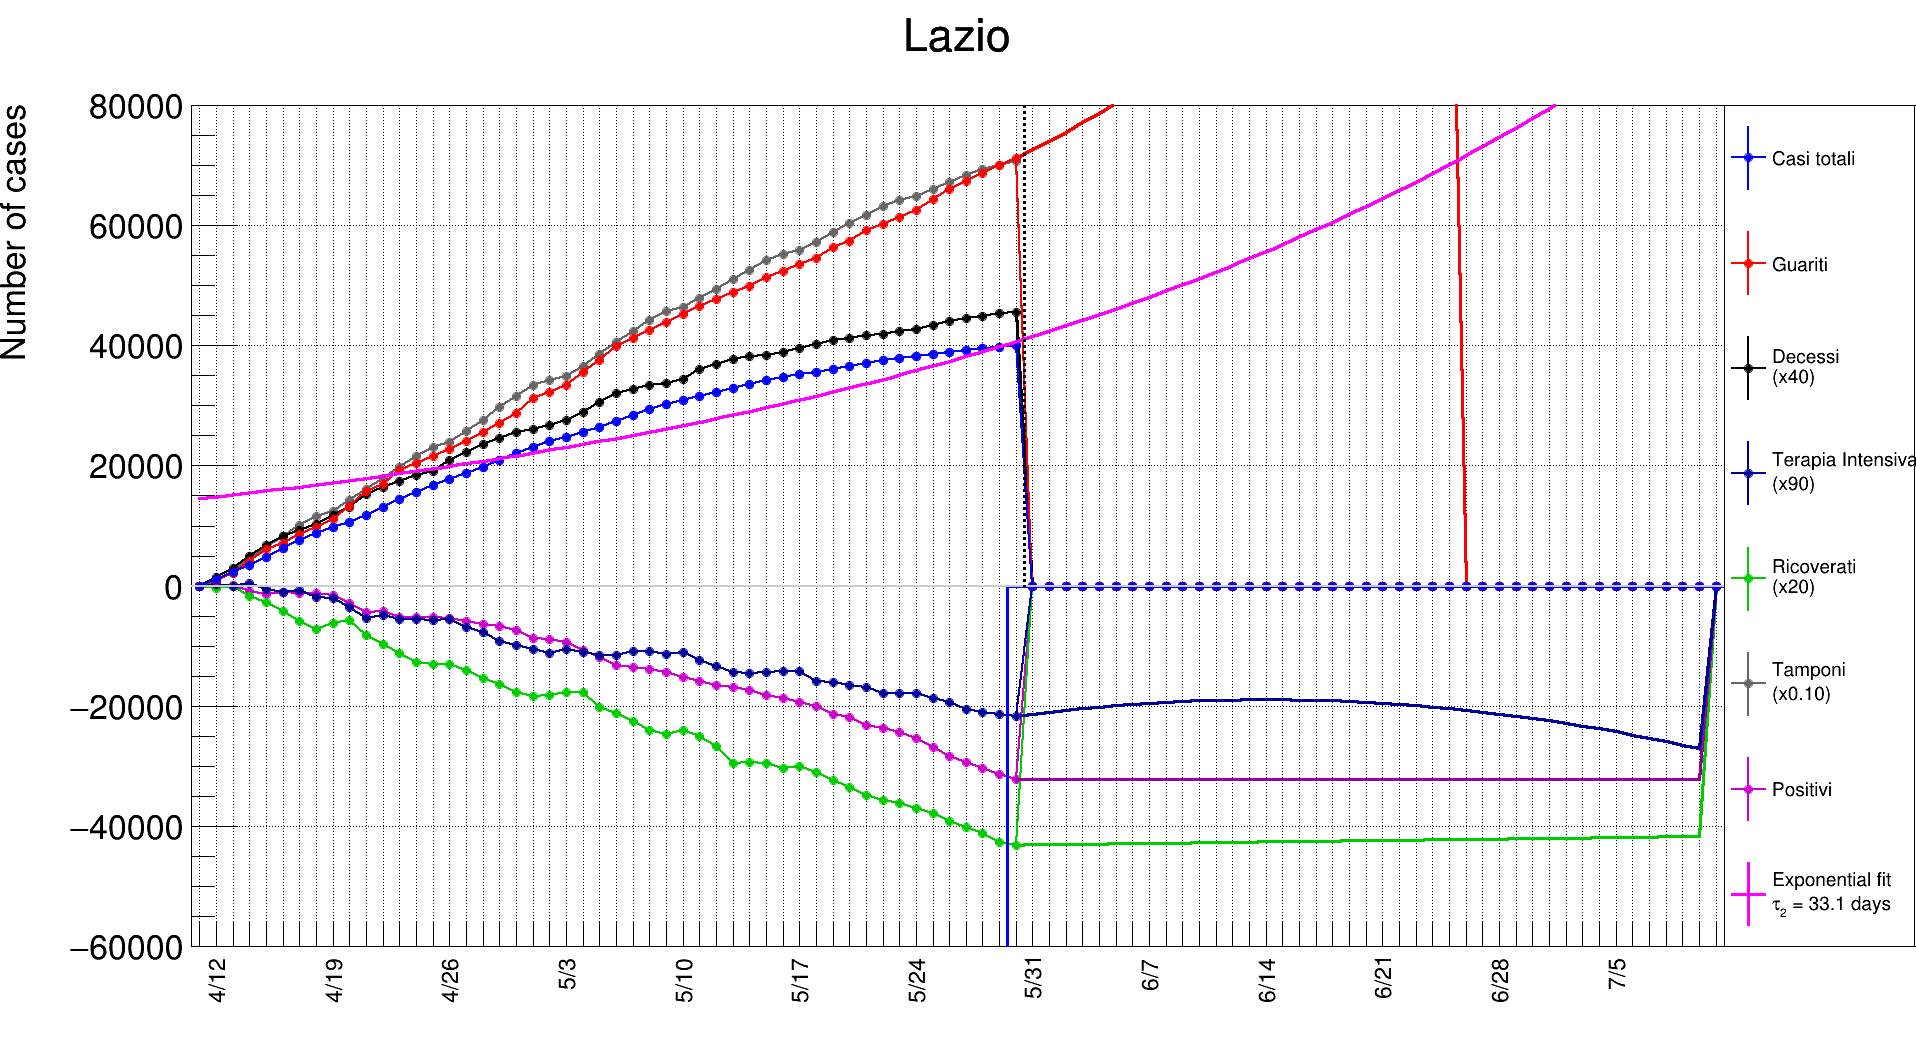 Lazio
Number of cases
80000
60000
40000
20000
0
−20000
−40000
−60000
4/12
4/19
4/26
5/3
5/10
5/17
5/24
5/31
6/7
6/14
6/21
6/28
7/5
Casi totali
Guariti
Decessi
(x40)
Terapia Intensiva
(x90)
Ricoverati
(x20)
Tamponi
(x0.10)
Positivi
Exponential fit
τ2 = 33.1 days